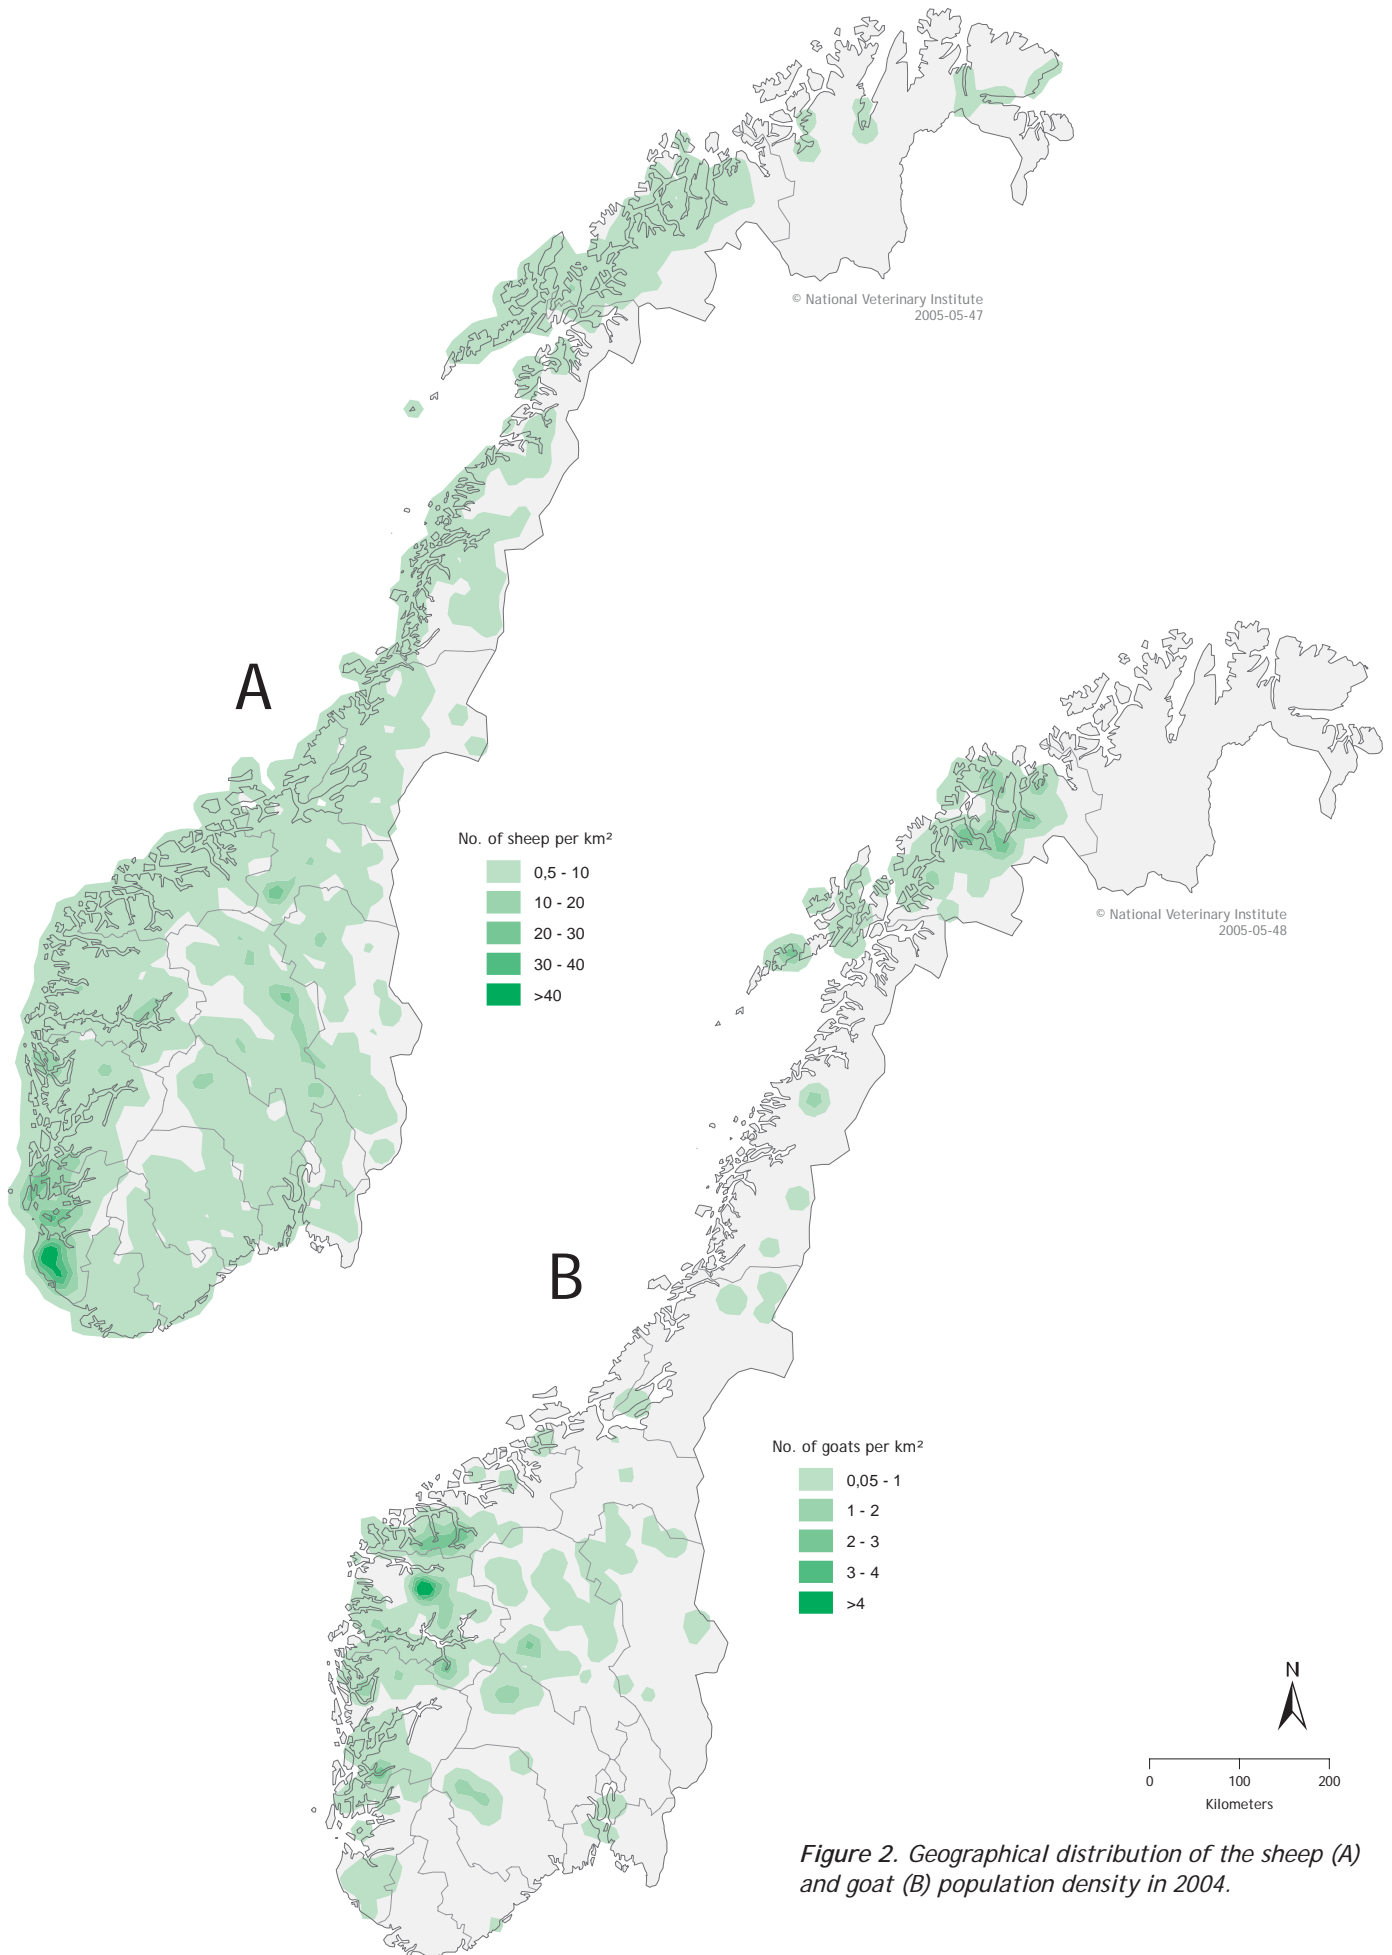 © National Veterinary Institute
2005-05-47
A
No. of sheep per km²
0,5 - 10
10 - 20
20 - 30
30 - 40
>40
© National Veterinary Institute
2005-05-48
B
No. of goats per km²
0,05 - 1
1 - 2
2 - 3
3 - 4
>4
N
0 100 200
Kilometers
Figure 2. Geographical distribution of the sheep (A)
and goat (B) population density in 2004.